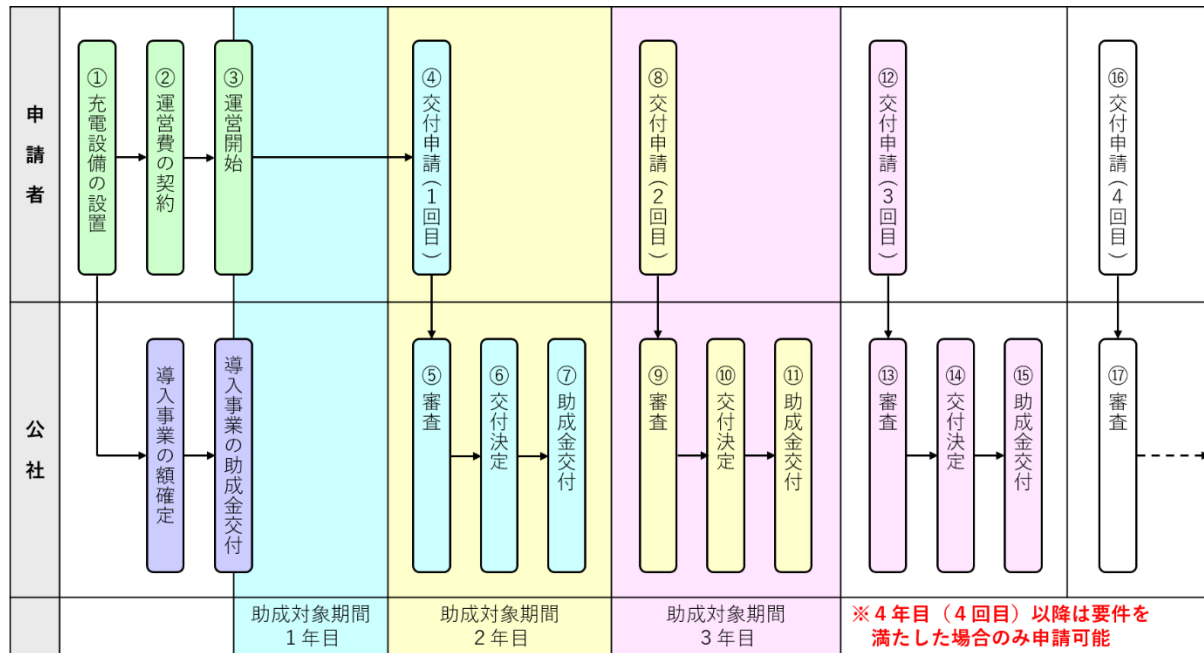 申請者
①充電設備の設置
②運営費の契約
③運営開始
④交付申請(1回目)
⑧交付申請(2回目)
⑫交付申請(3回目)
⑯交付申請(4回目)
公社
導入事業の額確定
導入事業の助成金交付
⑤審査
⑥交付決定
⑦助成金交付
⑨審査
⑩交付決定
⑪助成金交付
⑬審査
⑭交付決定
⑮助成金交付
⑰審査
助成対象期間
1年目
助成対象期間
2年目
助成対象期間
3年目
※4年目(4回目)以降は要件を
満たした場合のみ申請可能